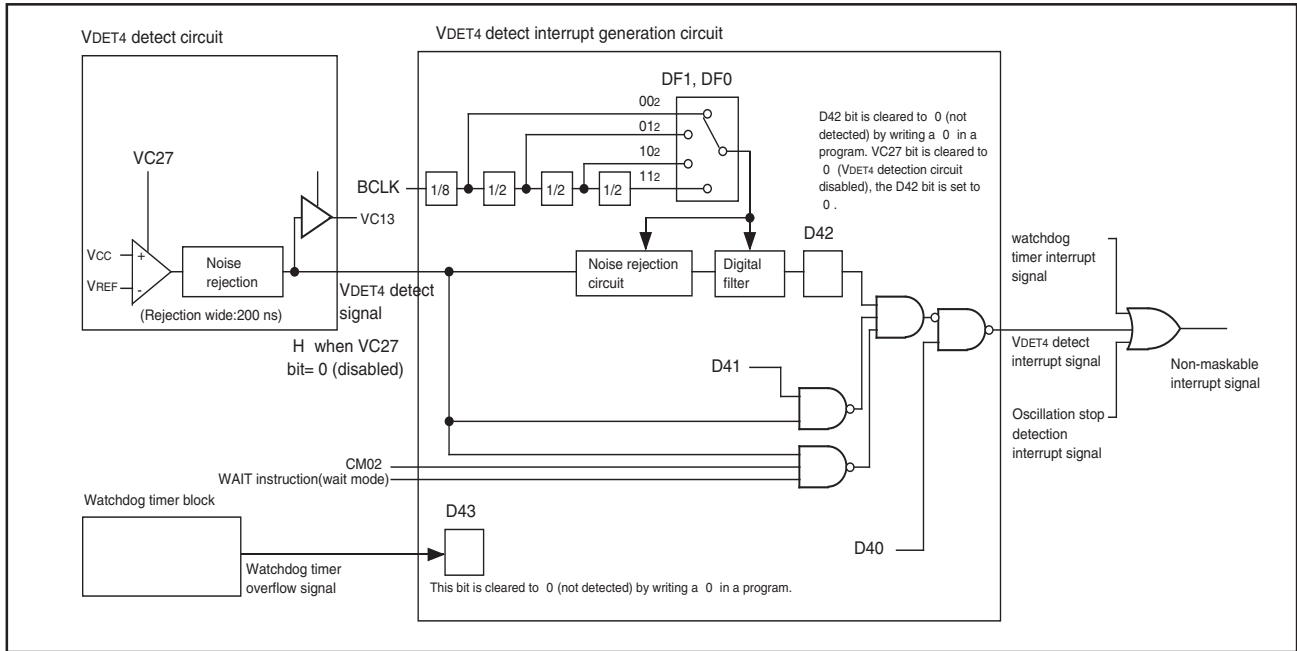 VDET4 detect circuit
VDET4 detect interrupt generation circuit
DF1, DF0
002
012
102
112
D42 bit is cleared to 0 (not
detected) by writing a 0 in a
program. VC27 bit is cleared to
0 (VDET4 detection circuit
disabled), the D42 bit is set to
0 .
VC27
BCLK
1/8
1/2
1/2
1/2
VC13
D42
VCC
+
VREF
-
Noise
rejection
(Rejection wide:200 ns)
VDET4 detect
signal
Noise rejection
circuit
Digital
filter
watchdog
timer interrupt
signal
H when VC27
bit= 0 (disabled)
D41
VDET4 detect
interrupt signal
Non-maskable
interrupt signal
Oscillation stop
detection
interrupt signal
CM02
WAIT instruction(wait mode)
Watchdog timer block
D43
D40
Watchdog timer
overflow signal
This bit is cleared to 0 (not detected) by writing a 0 in a program.